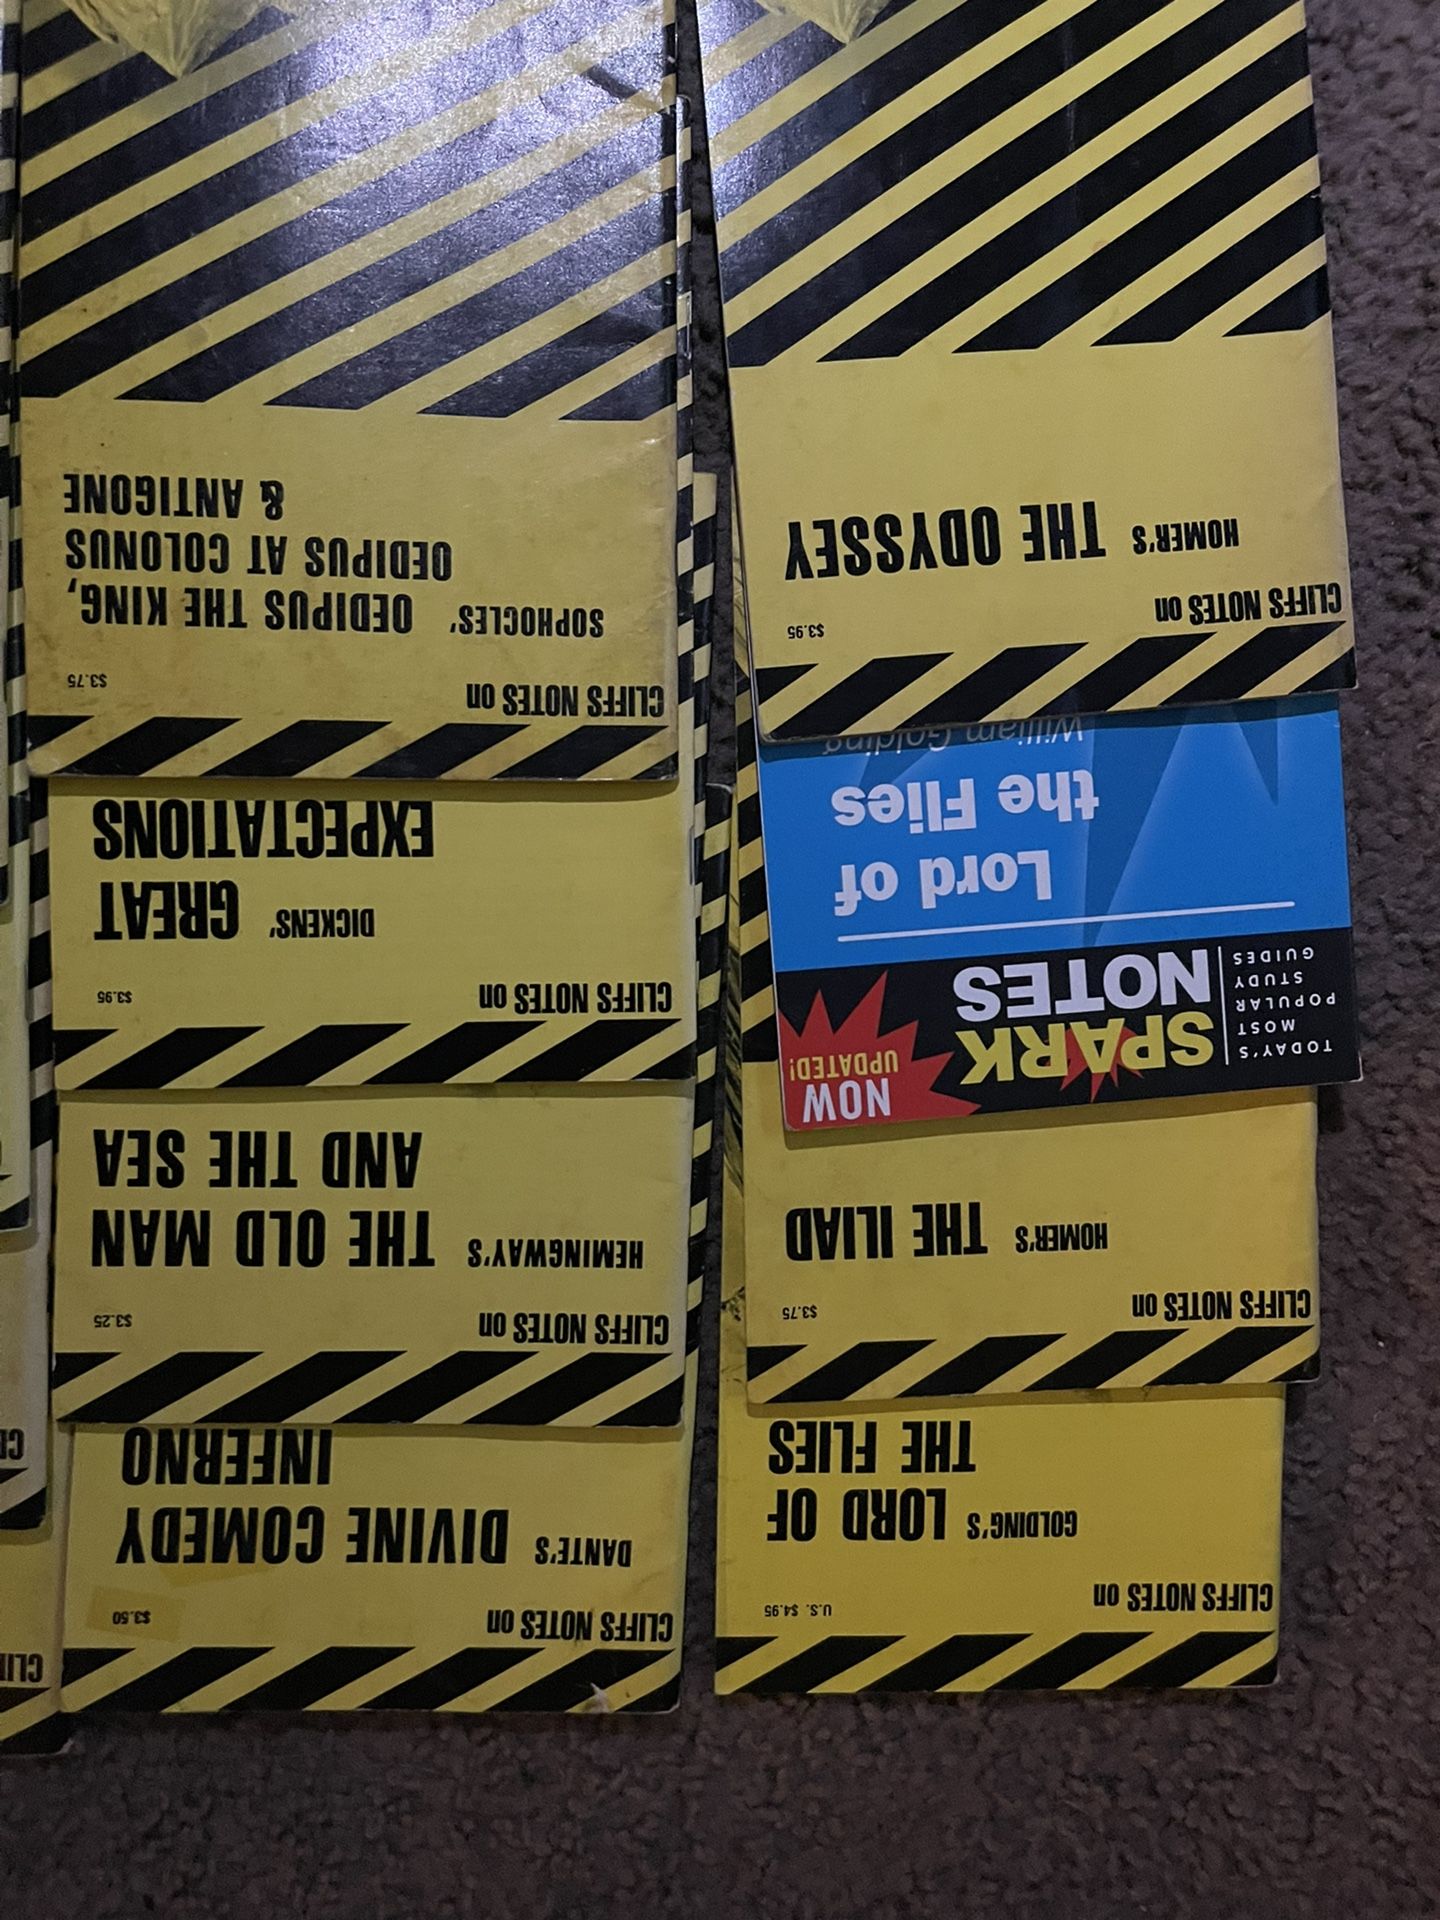 CLIFFS NOTES on
U.S. $4.95
GOLDING'S LORD OF
THE FLIES
CLIFFS NOTES on
$3.75
HOMER'S THE ILIAD
TODAY'S
MOST
POPULAR
STUDY
GUIDES
SPARK
NOTES
NOW
UPDATED!
Lord of
the Flies
William Golding
CLIFFS NOTES on
$3.95
HOMER'S THE ODYSSEY
CLIFFS NOTES on
$3.50
DANTE'S DIVINE COMEDY
INFERNO
CLIFFS NOTES on
$3.25
HEMINGWAY'S THE OLD MAN
AND THE SEA
CLIFFS NOTES on
$3.95
DICKENS' GREAT
EXPECTATIONS
CLIFFS NOTES on
$3.75
SOPHOCLES' OEDIPUS THE KING,
OEDIPUS AT COLONUS
& ANTIGONE